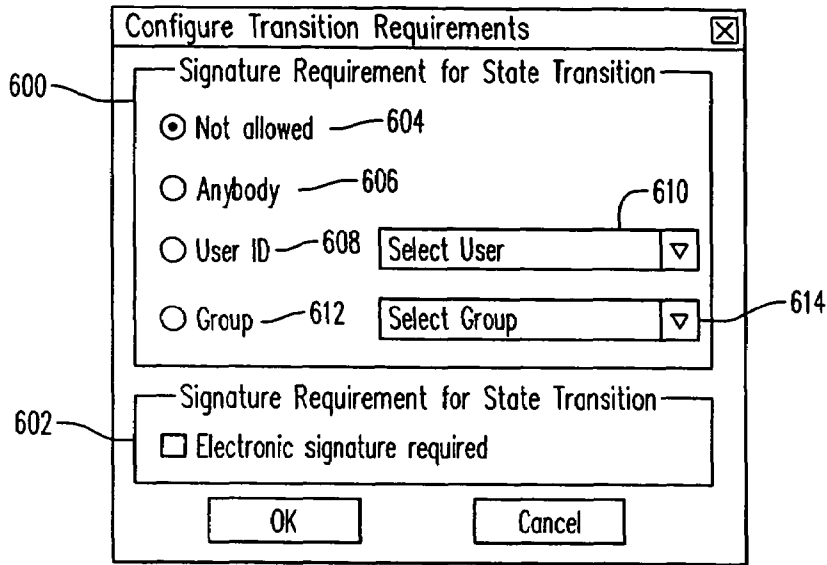 Configure Transition Requirements
Signature Requirement for State Transition
600
Not allowed 604
Anybody 606
610
User ID 608 Select User
Group 612 Select Group 614
Signature Requirement for State Transition
602
Electronic signature required
OK Cancel